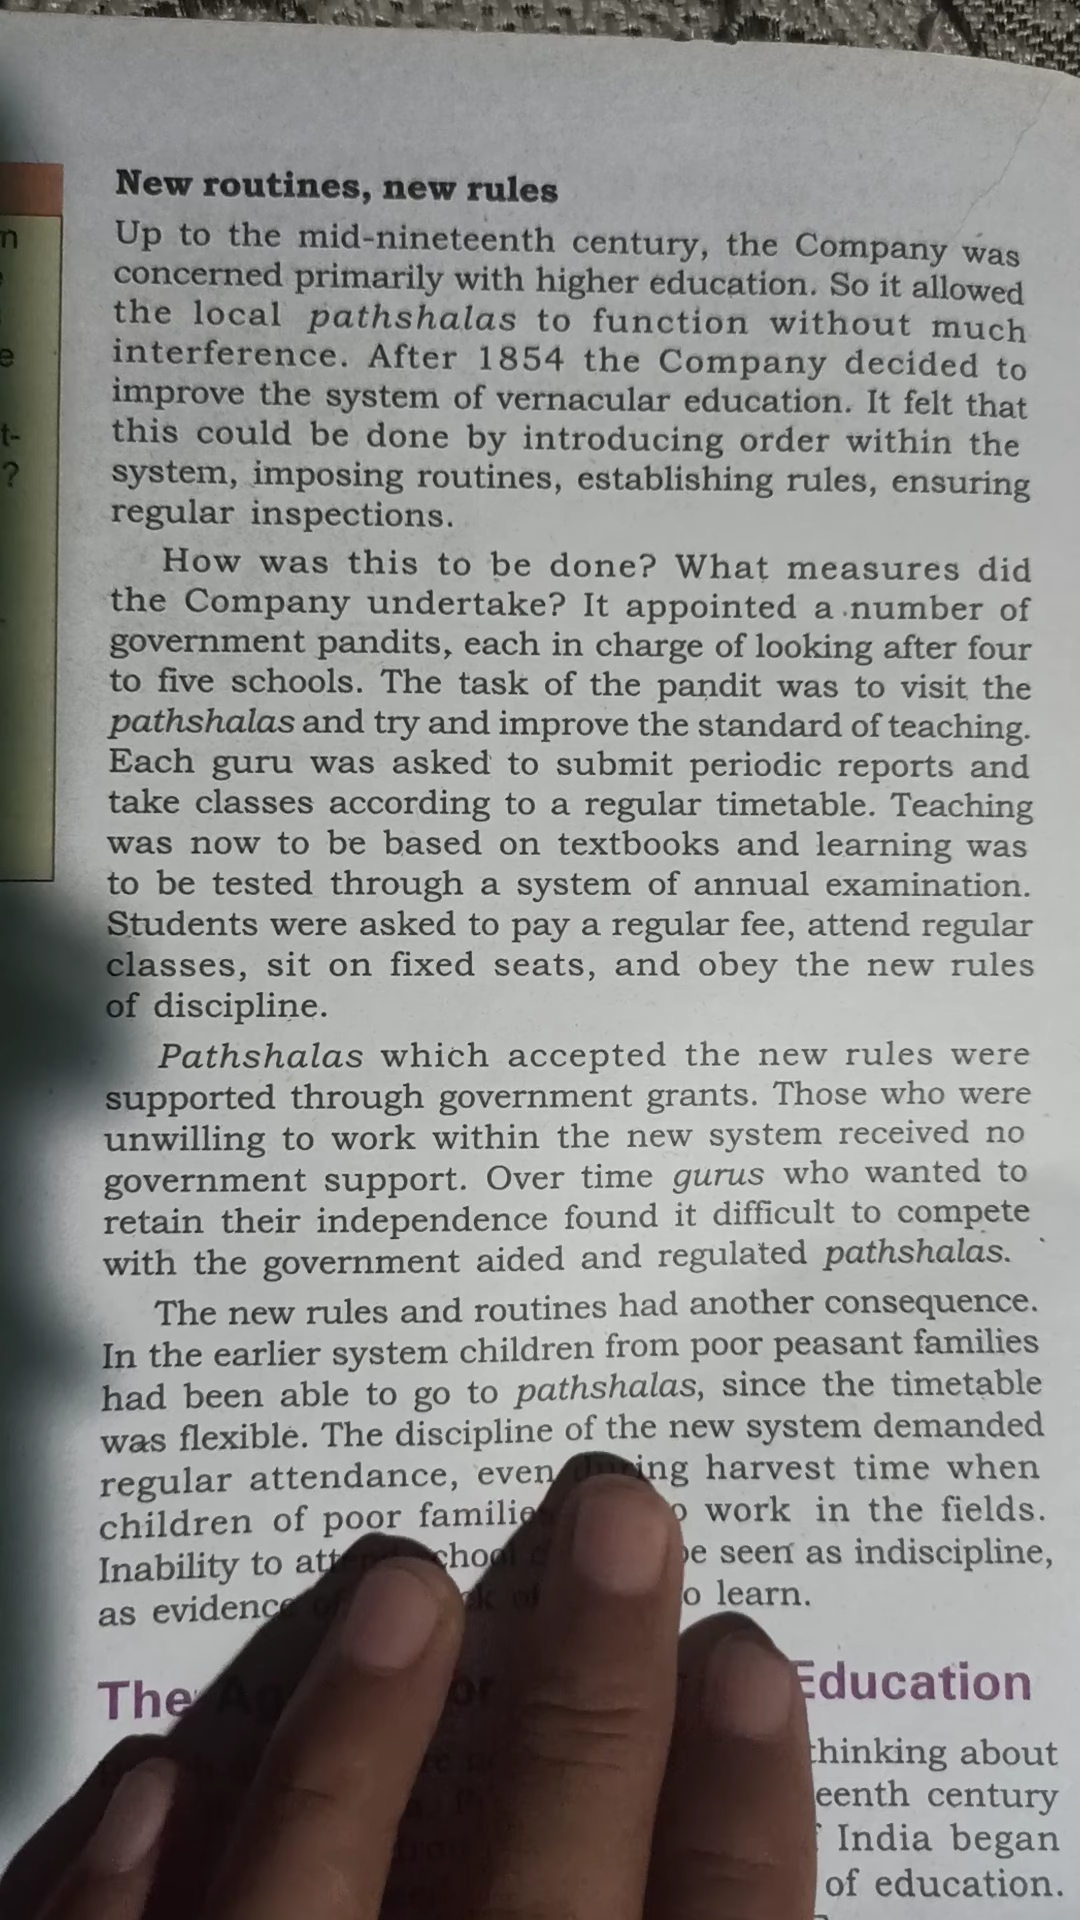 New routines, new rules
Up to the mid-nineteenth century, the Company was
concerned primarily with higher education. So it allowed
the local pathshalas to function without much
interference. After 1854 the Company decided to
improve the system of vernacular education. It felt that
this could be done by introducing order within the
system, imposing routines, establishing rules, ensuring
regular inspections.
How was this to be done? What measures did
the Company undertake? It appointed a number of
government pandits, each in charge of looking after four
to five schools. The task of the pandit was to visit the
pathshalas and try and improve the standard of teaching.
Each guru was asked to submit periodic reports and
take classes according to a regular timetable. Teaching
was now to be based on textbooks and learning was
to be tested through a system of annual examination.
Students were asked to pay a regular fee, attend regular
classes, sit on fixed seats, and obey the new rules
of discipline.
Pathshalas which accepted the new rules were
supported through government grants. Those who were
unwilling to work within the new system received no
government support. Over time gurus who wanted to
retain their independence found it difficult to compete
with the government aided and regulated pathshalas.
The new rules and routines had another consequence.
In the earlier system children from poor peasant families
had been able to go to pathshalas, since the timetable
was flexible. The discipline of the new system demanded
regular attendance, even during harvest time when
children of poor work in the fields.
Inability to seen as indiscipline,
as evidence learn.
The Education
thinking about
century
India began
of education.